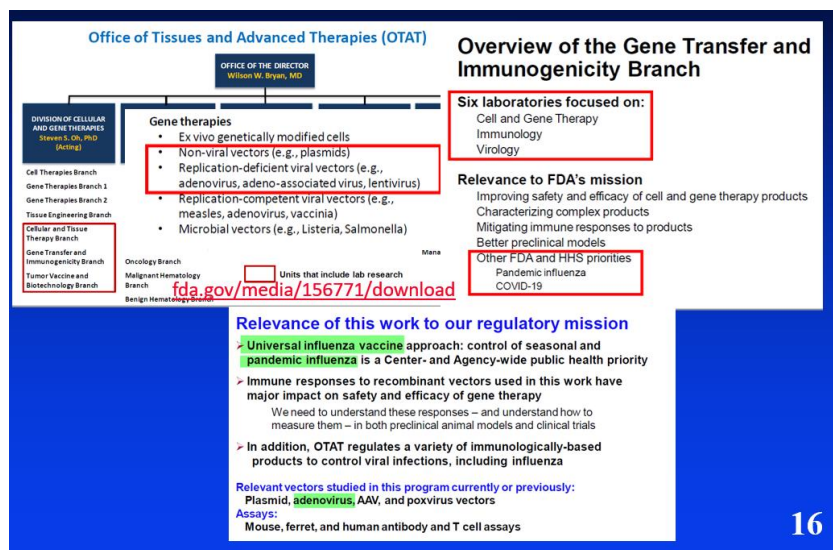 Office of Tissues and Advanced Therapies (OTAT)
OFFICE OF THE DIRECTOR
Wilson W. Bryan, MD
DIVISION OF CELLULAR
AND GENE THERAPIES
Steven S. Oh, PhD
(Acting)
Cell Therapies Branch
Gene Therapies Branch 1
Gene Therapies Branch 2
Tissue Engineering Branch
Cellular and Tissue
Therapy Branch
Gene Transfer and
Immunogenicity Branch
Tumor Vaccine and
Biotechnology Branch
Gene therapies
• Ex vivo genetically modified cells
• Non-viral vectors (e.g., plasmids)
• Replication-deficient viral vectors (e.g.,
adenovirus, adeno-associated virus, lentivirus)
• Replication-competent viral vectors (e.g.,
measles, adenovirus, vaccinia)
• Microbial vectors (e.g., Listeria, Salmonella)
Mana
Oncology Branch
Malignant Hematology
Branch
Benign Hematology Branch
Units that include lab research
fda.gov/media/156771/download
Overview of the Gene Transfer and
Immunogenicity Branch
Six laboratories focused on:
Cell and Gene Therapy
Immunology
Virology
Relevance to FDA's mission
Improving safety and efficacy of cell and gene therapy products
Characterizing complex products
Mitigating immune responses to products
Better preclinical models
Other FDA and HHS priorities
Pandemic influenza
COVID-19
Relevance of this work to our regulatory mission
➢ Universal influenza vaccine approach: control of seasonal and
pandemic influenza is a Center- and Agency-wide public health priority
➢ Immune responses to recombinant vectors used in this work have
major impact on safety and efficacy of gene therapy
We need to understand these responses – and understand how to
measure them – in both preclinical animal models and clinical trials
➢ In addition, OTAT regulates a variety of immunologically-based
products to control viral infections, including influenza
Relevant vectors studied in this program currently or previously:
Plasmid, adenovirus, AAV, and poxvirus vectors
Assays:
Mouse, ferret, and human antibody and T cell assays
16